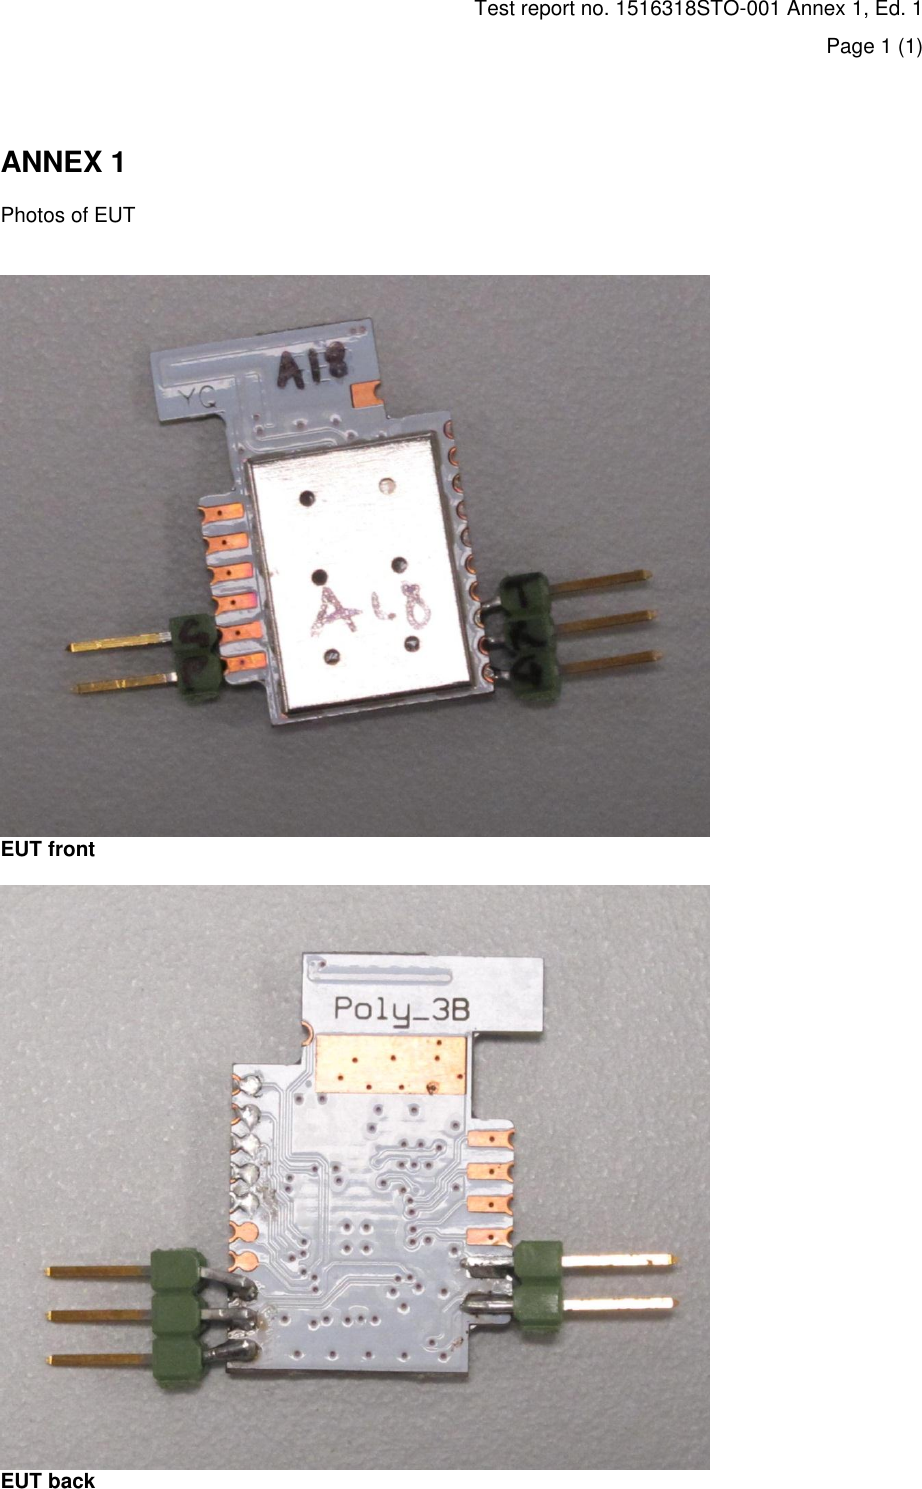 Test report no. 1516318STO-001 Annex 1, Ed. 1
Page 1 (1)
ANNEX 1
Photos of EUT
A18
YG
A18
T
R
EUT front
Poly_3B
EUT back